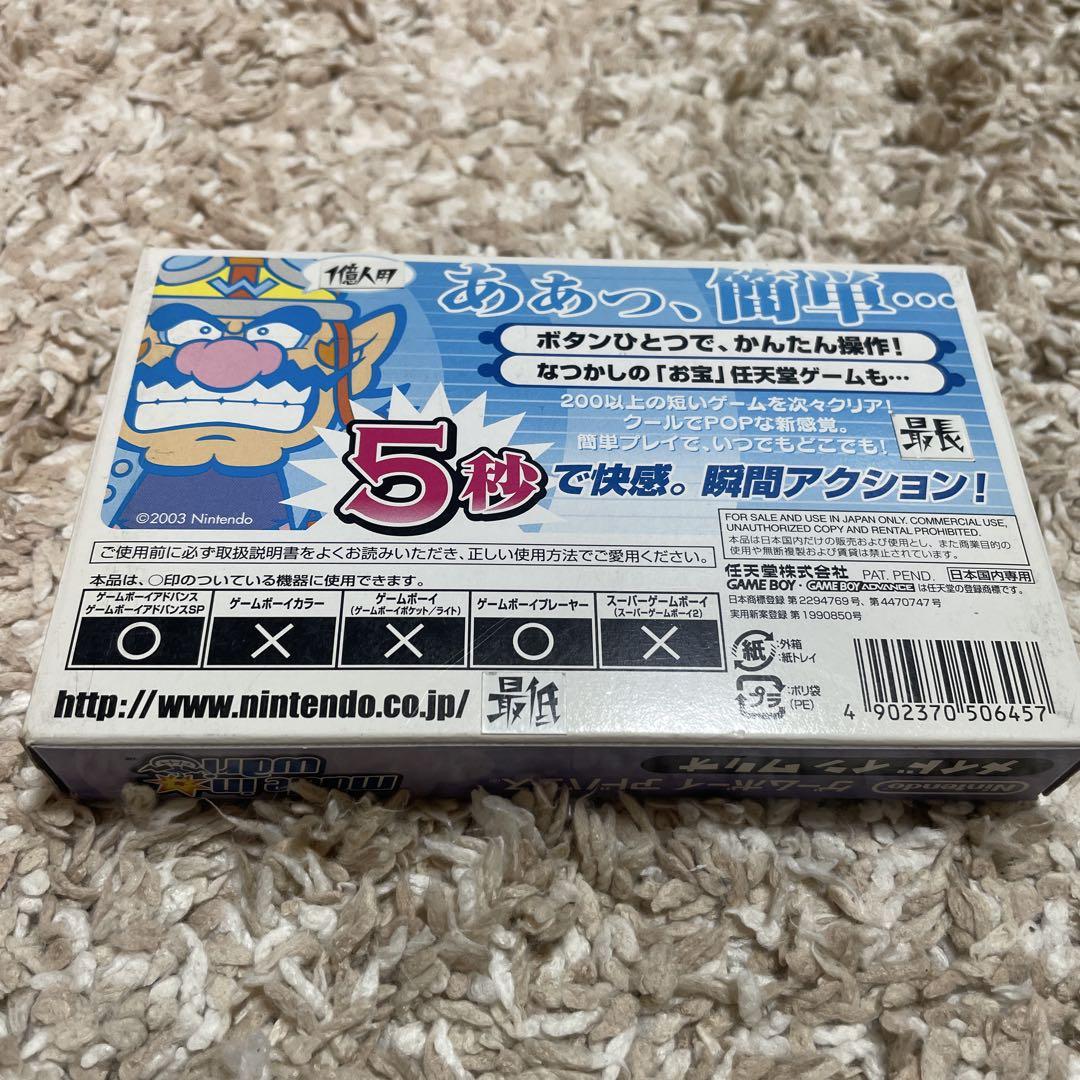 1億人用
あぁっ、簡単…
ボタンひとつで、かんたん操作!
なつかしの「お宝」任天堂ゲームも…
200以上の短いゲームを次々クリア!
クールでPOPな新感覚。
簡単プレイで、いつでもどこでも!
最長
5秒で快感。瞬間アクション!
©2003 Nintendo
ご使用前に必ず取扱説明書をよくお読みいただき、正しい使用方法でご愛用ください。
本品は、○印のついている機器に使用できます。
ゲームボーイアドバンス
ゲームボーイアドバンスSP
ゲームボーイカラー
ゲームボーイ
(ゲームボーイポケット/ライト)
ゲームボーイプレーヤー
スーパーゲームボーイ
(スーパーゲームボーイ2)
○ × × ○ ×
http://www.nintendo.co.jp/
最低
FOR SALE AND USE IN JAPAN ONLY. COMMERCIAL USE,
UNAUTHORIZED COPY AND RENTAL PROHIBITED.
本品は日本国内だけの販売および使用とし、また商業目的の
使用や無断複製および賃貸は禁止されています。
任天堂株式会社 PAT. PEND. 日本国内専用
GAME BOY・GAME BOY ADVANCEは任天堂の登録商標です。
日本商標登録 第2294769号、第4470747号
実用新案登録 第1990850号
紙 :外箱
:紙トレイ
プラ :ポリ袋
(PE)
4 902370 506457
made in wario
ゲームボーイ アドバンス
メイド イン ワリオ
Nintendo